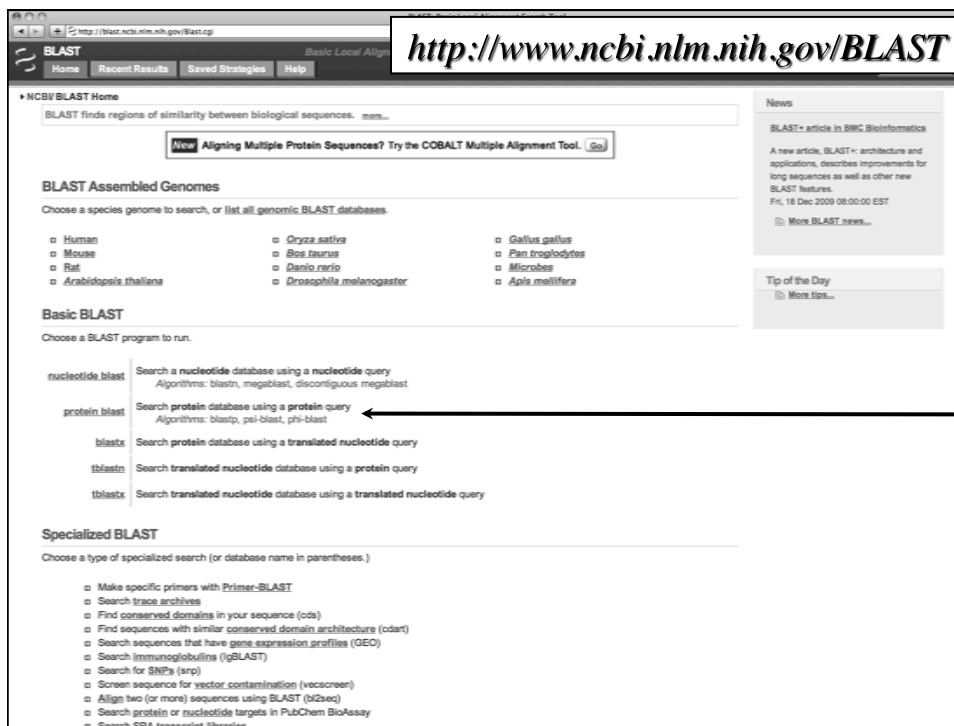 http://www.ncbi.nlm.nih.gov/BLAST
http://blast.ncbi.nlm.nih.gov/Blast.cgi
BLAST
Basic Local Align
Home Recent Results Saved Strategies Help
NCBI/ BLAST Home
BLAST finds regions of similarity between biological sequences. more...
New Aligning Multiple Protein Sequences? Try the COBALT Multiple Alignment Tool. Go
BLAST Assembled Genomes
Choose a species genome to search, or list all genomic BLAST databases.
Human
Mouse
Rat
Arabidopsis thaliana
Oryza sativa
Bos taurus
Danio rerio
Drosophila melanogaster
Gallus gallus
Pan troglodytes
Microbes
Apis mellifera
Basic BLAST
Choose a BLAST program to run.
nucleotide blast Search a nucleotide database using a nucleotide query
Algorithms: blastn, megablast, discontiguous megablast
protein blast Search protein database using a protein query
Algorithms: blastp, psi-blast, phi-blast
blastx Search protein database using a translated nucleotide query
tblastn Search translated nucleotide database using a protein query
tblastx Search translated nucleotide database using a translated nucleotide query
Specialized BLAST
Choose a type of specialized search (or database name in parentheses.)
Make specific primers with Primer-BLAST
Search trace archives
Find conserved domains in your sequence (cds)
Find sequences with similar conserved domain architecture (cdart)
Search sequences that have gene expression profiles (GEO)
Search immunoglobulins (IgBLAST)
Search for SNPs (snp)
Screen sequence for vector contamination (vecscreen)
Align two (or more) sequences using BLAST (bl2seq)
Search protein or nucleotide targets in PubChem BioAssay
Search SRA transcript libraries
News
BLAST+ article in BMC Bioinformatics
A new article, BLAST+: architecture and
applications, describes improvements for
long sequences as well as other new
BLAST features.
Fri, 18 Dec 2009 08:00:00 EST
More BLAST news...
Tip of the Day
More tips...